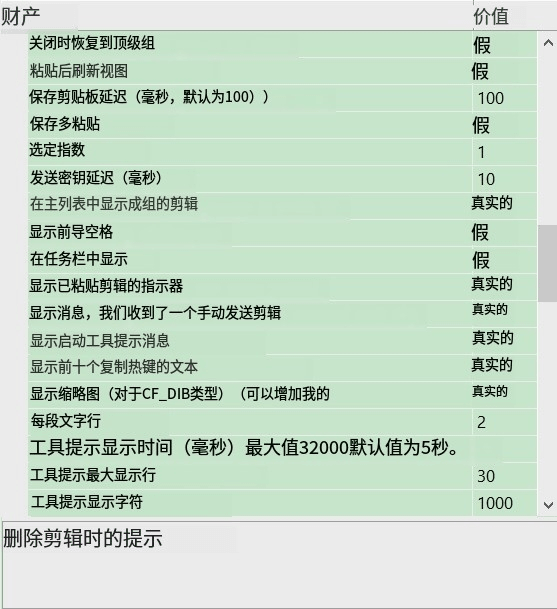 财产 价值
关闭时恢复到顶级组 假
粘贴后刷新视图 假
保存剪贴板延迟（毫秒，默认为100）） 100
保存多粘贴 假
选定指数 1
发送密钥延迟（毫秒） 10
在主列表中显示成组的剪辑 真实的
显示前导空格 假
在任务栏中显示 假
显示已粘贴剪辑的指示器 真实的
显示消息，我们收到了一个手动发送剪辑 真实的
显示启动工具提示消息 真实的
显示前十个复制热键的文本 真实的
显示缩略图（对于CF_DIB类型）（可以增加我的 真实的
每段文字行 2
工具提示显示时间（毫秒）最大值32000默认值为5秒。
工具提示最大显示行 30
工具提示显示字符 1000
删除剪辑时的提示